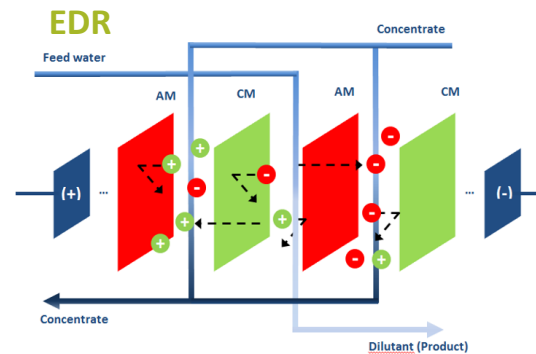 EDR
Concentrate
Feed water
AM
CM
AM
CM
(+)
...
...
(-)
+
+
+
+
+
+
-
-
-
-
-
Concentrate
Dilutant (Product)